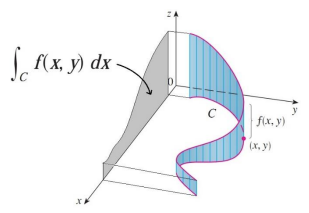 z
∫_C f(x, y) dx
0
y
C
f(x, y)
(x, y)
x